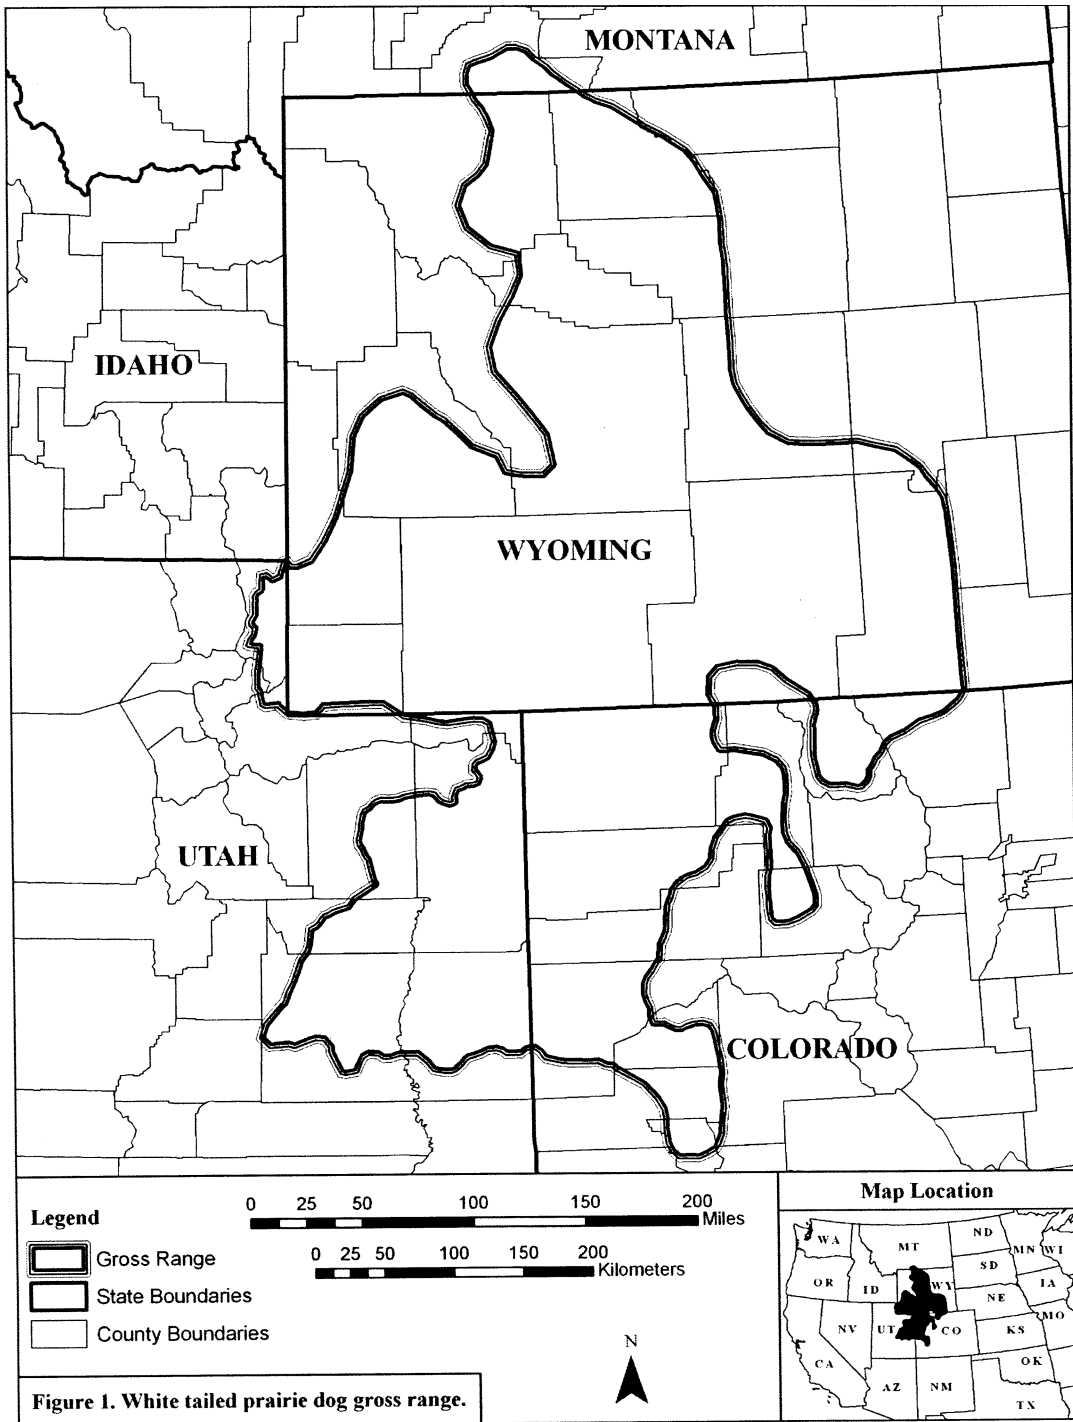 MONTANA
IDAHO
WYOMING
UTAH
COLORADO
Legend
Gross Range
State Boundaries
County Boundaries
0 25 50 100 150 200
Miles
0 25 50 100 150 200
Kilometers
N
Figure 1. White tailed prairie dog gross range.
Map Location
WA
MT
ND
MN
WI
OR
ID
WY
SD
IA
NE
NV
UT
CO
KS
MO
CA
OK
AZ
NM
TX